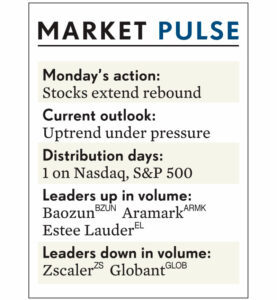 MARKET PULSE
Monday's action:
Stocks extend rebound
Current outlook:
Uptrend under pressure
Distribution days:
1 on Nasdaq, S&P 500
Leaders up in volume:
Baozun BZUN Aramark ARMK
Estee Lauder EL
Leaders down in volume:
Zscaler ZS Globant GLOB